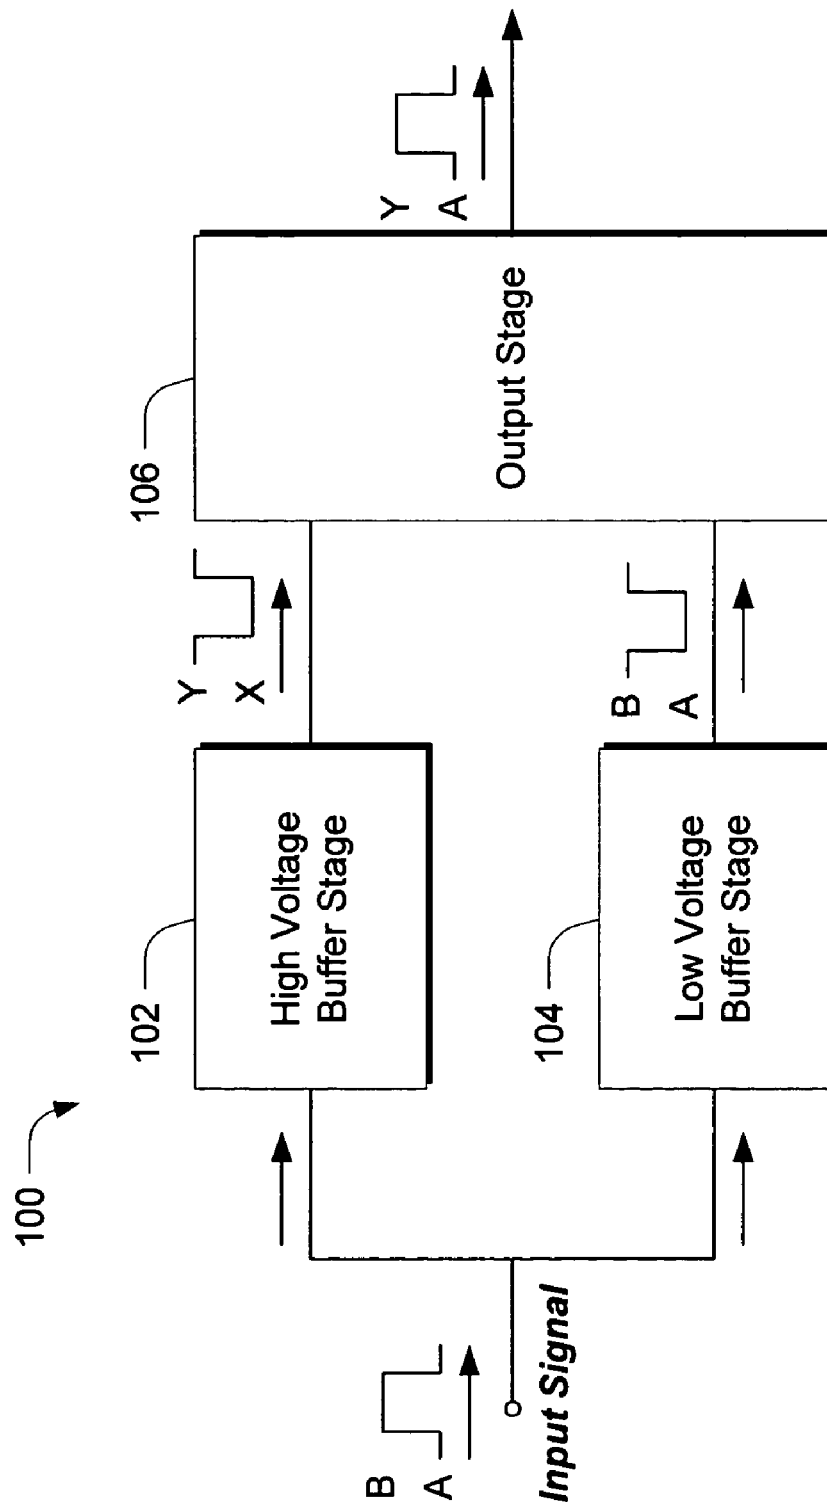 100
B
A
Input Signal
102
High Voltage
Buffer Stage
104
Low Voltage
Buffer Stage
Y
X
B
A
106
Output Stage
Y
A